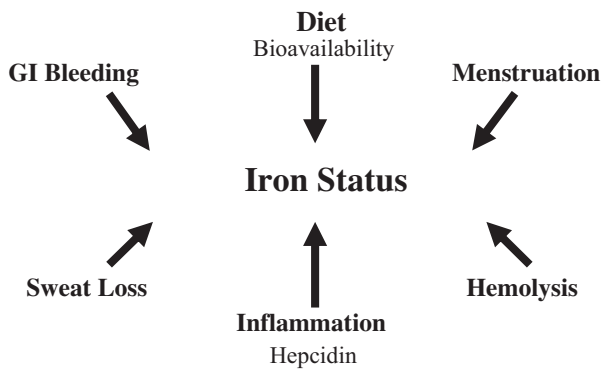 Diet
Bioavailability
GI Bleeding
Menstruation
Iron Status
Sweat Loss
Hemolysis
Inflammation
Hepcidin